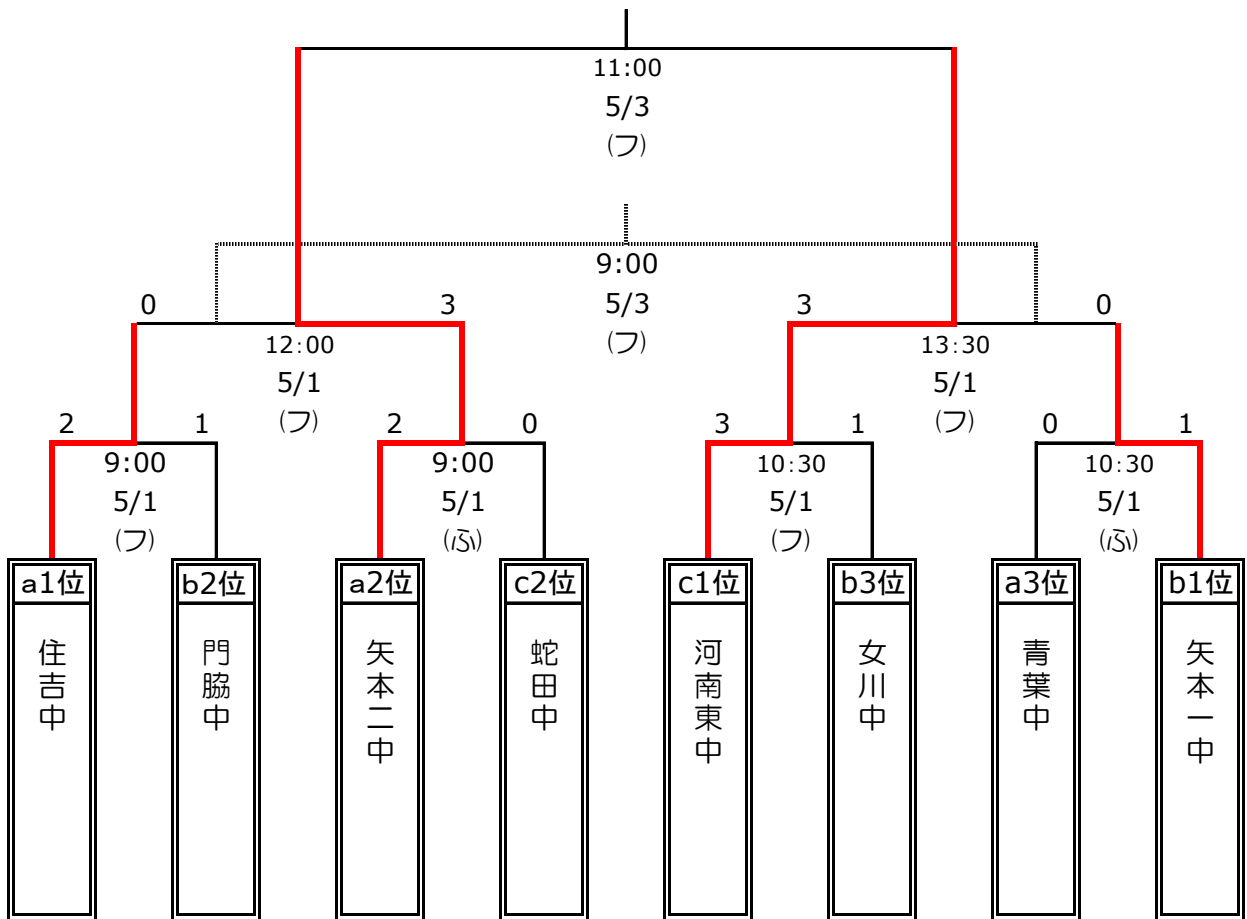 11:00
5/3
(フ)
9:00
5/3
(フ)
0 3 3 0
12:00
5/1
(フ)
13:30
5/1
(フ)
2 1 2 0 3 1 0 1
9:00
5/1
(フ)
9:00
5/1
(ふ)
10:30
5/1
(フ)
10:30
5/1
(ふ)
a1位 b2位 a2位 c2位 c1位 b3位 a3位 b1位
住吉中
門脇中
矢本二中
蛇田中
河南東中
女川中
青葉中
矢本一中